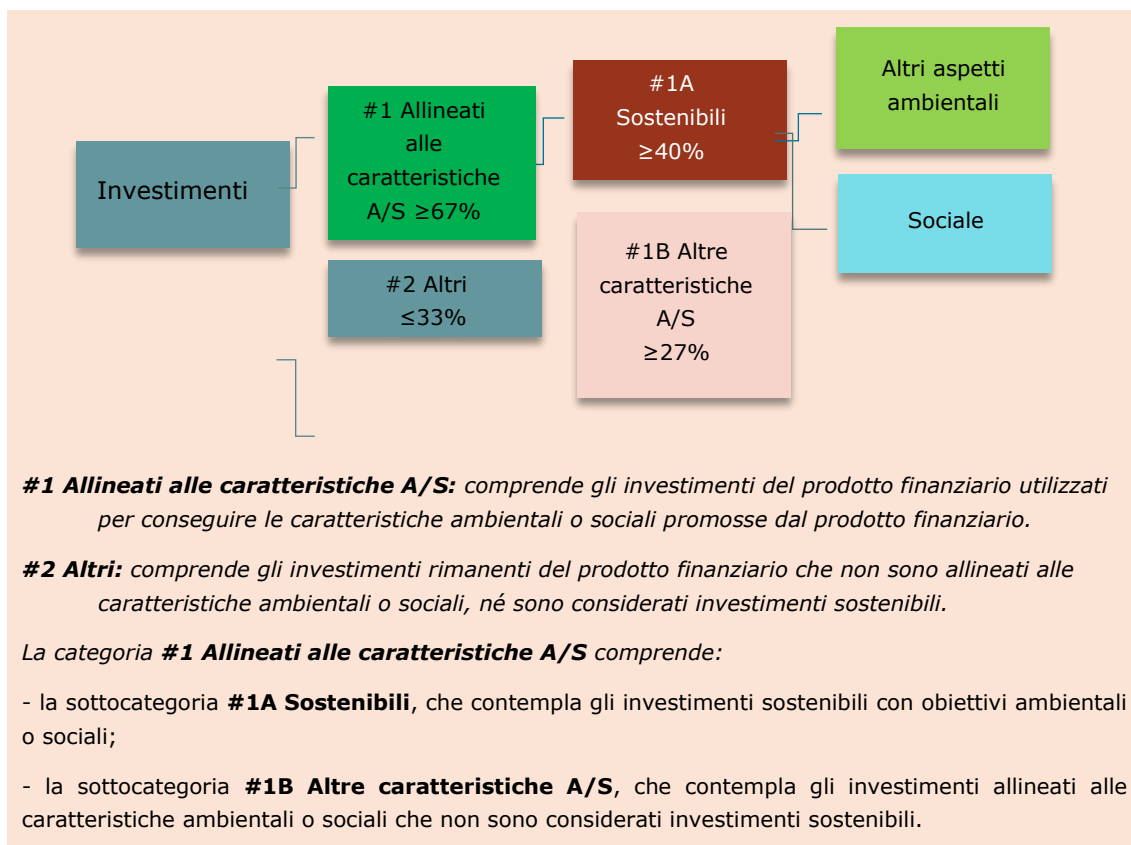 Investimenti
#1 Allineati
alle
caratteristiche
A/S ≥67%
#2 Altri
≤33%
#1A
Sostenibili
≥40%
#1B Altre
caratteristiche
A/S
≥27%
Altri aspetti
ambientali
Sociale
#1 Allineati alle caratteristiche A/S: comprende gli investimenti del prodotto finanziario utilizzati
per conseguire le caratteristiche ambientali o sociali promosse dal prodotto finanziario.
#2 Altri: comprende gli investimenti rimanenti del prodotto finanziario che non sono allineati alle
caratteristiche ambientali o sociali, né sono considerati investimenti sostenibili.
La categoria #1 Allineati alle caratteristiche A/S comprende:
- la sottocategoria #1A Sostenibili, che contempla gli investimenti sostenibili con obiettivi ambientali
o sociali;
- la sottocategoria #1B Altre caratteristiche A/S, che contempla gli investimenti allineati alle
caratteristiche ambientali o sociali che non sono considerati investimenti sostenibili.